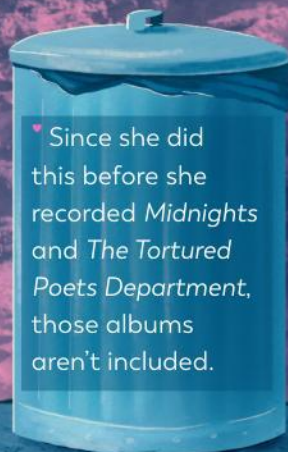 ♥ Since she did
this before she
recorded Midnights
and The Tortured
Poets Department,
those albums
aren't included.